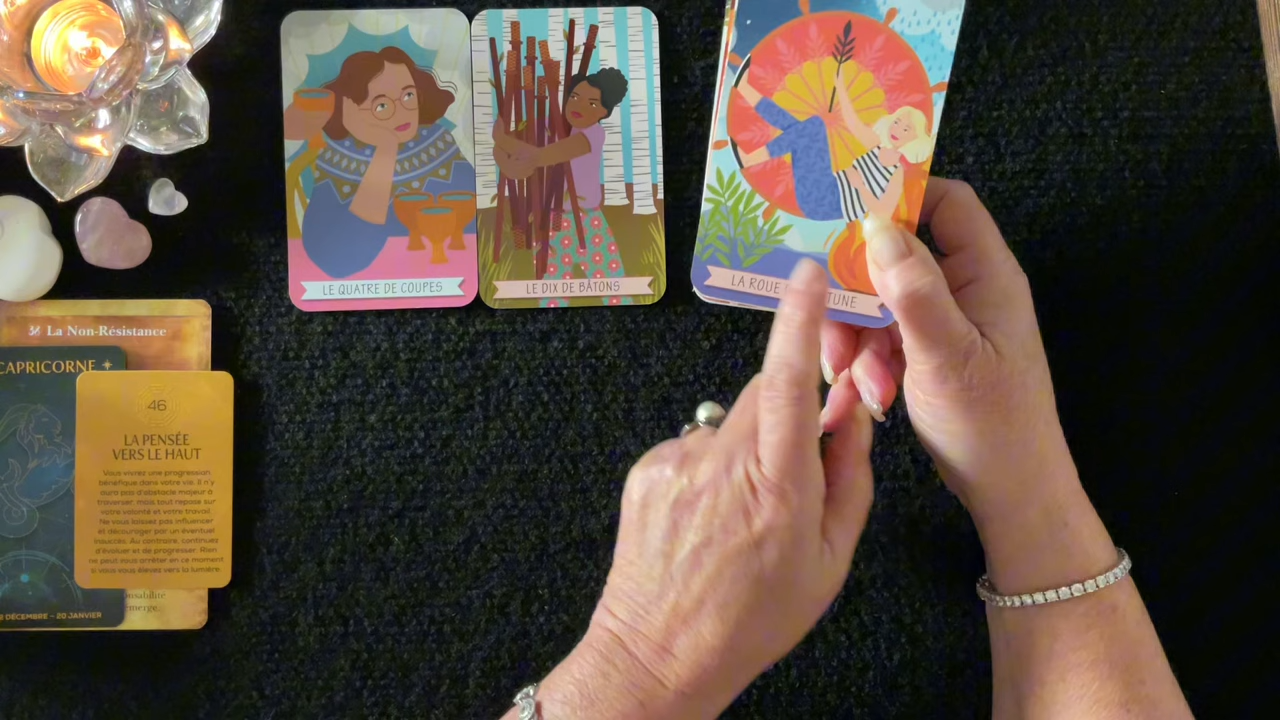 LE QUATRE DE COUPES
LE DIX DE BÂTONS
LA ROUE TUNE
La Non-Résistance
CAPRICORNE
46
LA PENSÉE
VERS LE HAUT
Vous vivrez une progression
bénéfique dans votre vie. Il n'y
aura pas d'obstacle majeur à
traverser, mais tout repose sur
votre volonté et votre travail.
Ne vous laissez pas influencer
et décourager par un éventuel
insuccès. Au contraire, continuez
d'évoluer et de progresser. Rien
ne peut vous arrêter en ce moment
si vous vous élevez vers la lumière.
émerge.
DÉCEMBRE - 20 JANVIER